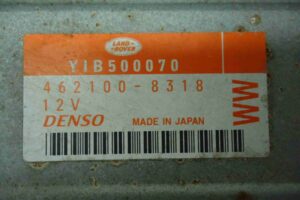 LAND-
ROVER
YIB500070
462100-8318
12V
DENSO MADE IN JAPAN
WW